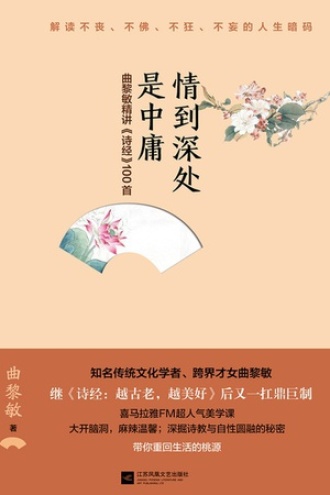 解读不丧、不佛、不狂、不妄的人生暗码
情到深处
是中庸
曲黎敏精讲《诗经》100首
曲黎敏 著
知名传统文化学者、跨界才女曲黎敏
继《诗经：越古老，越美好》后又一扛鼎巨制
喜马拉雅FM超人气美学课
大开脑洞，麻辣温馨；深掘诗教与自性圆融的秘密
带你重回生活的桃源
江苏凤凰文艺出版社